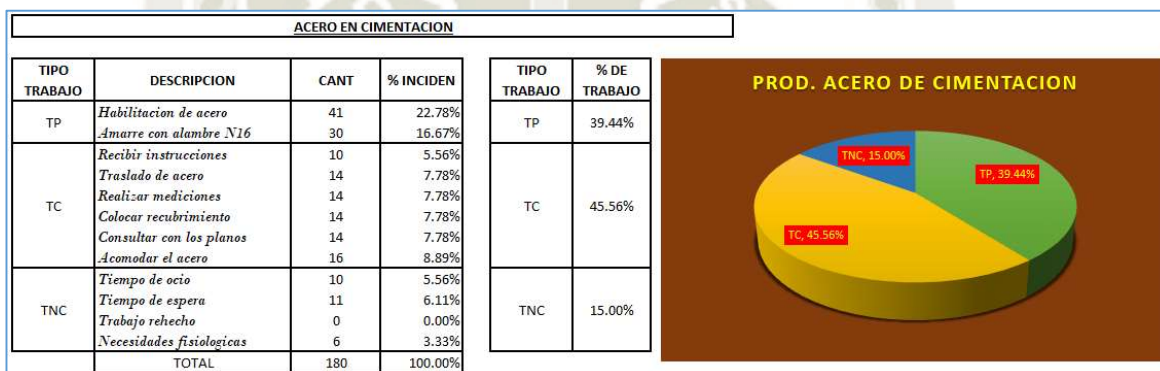 ACERO EN CIMENTACION
TIPO TRABAJO DESCRIPCION CANT % INCIDEN
TP
Habilitacion de acero 41 22.78%
Amarre con alambre N16 30 16.67%
TC
Recibir instrucciones 10 5.56%
Traslado de acero 14 7.78%
Realizar mediciones 14 7.78%
Colocar recubrimiento 14 7.78%
Consultar con los planos 14 7.78%
Acomodar el acero 16 8.89%
TNC
Tiempo de ocio 10 5.56%
Tiempo de espera 11 6.11%
Trabajo rehecho 0 0.00%
Necesidades fisiologicas 6 3.33%
TOTAL 180 100.00%
TIPO TRABAJO % DE TRABAJO
TP 39.44%
TC 45.56%
TNC 15.00%
PROD. ACERO DE CIMENTACION
TNC, 15.00%
TP, 39.44%
TC, 45.56%